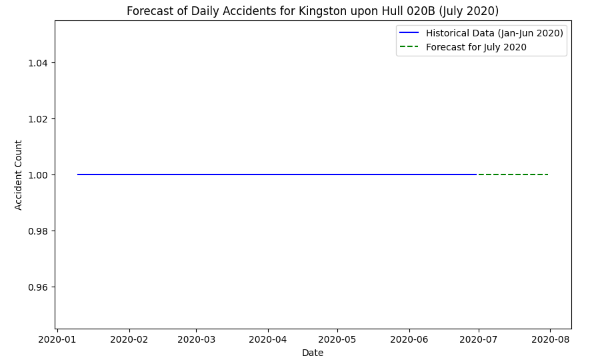 Forecast of Daily Accidents for Kingston upon Hull 020B (July 2020)
Historical Data (Jan-Jun 2020)
Forecast for July 2020
1.04
1.02
1.00
0.98
0.96
Accident Count
2020-01 2020-02 2020-03 2020-04 2020-05 2020-06 2020-07 2020-08
Date